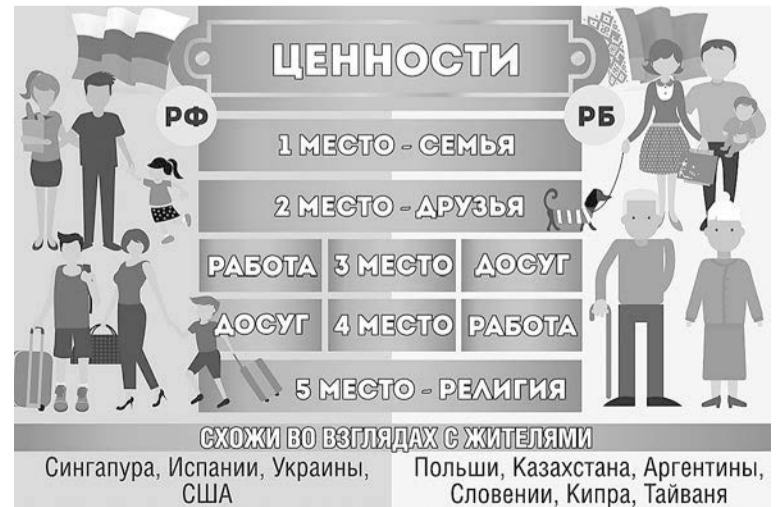 ЦЕННОСТИ
РФ
РБ
1 МЕСТО - СЕМЬЯ
2 МЕСТО - ДРУЗЬЯ
РАБОТА 3 МЕСТО ДОСУГ
ДОСУГ 4 МЕСТО РАБОТА
5 МЕСТО - РЕЛИГИЯ
СХОЖИ ВО ВЗГЛЯДАХ С ЖИТЕЛЯМИ
Сингапура, Испании, Украины,
США
Польши, Казахстана, Аргентины,
Словении, Кипра, Тайваня